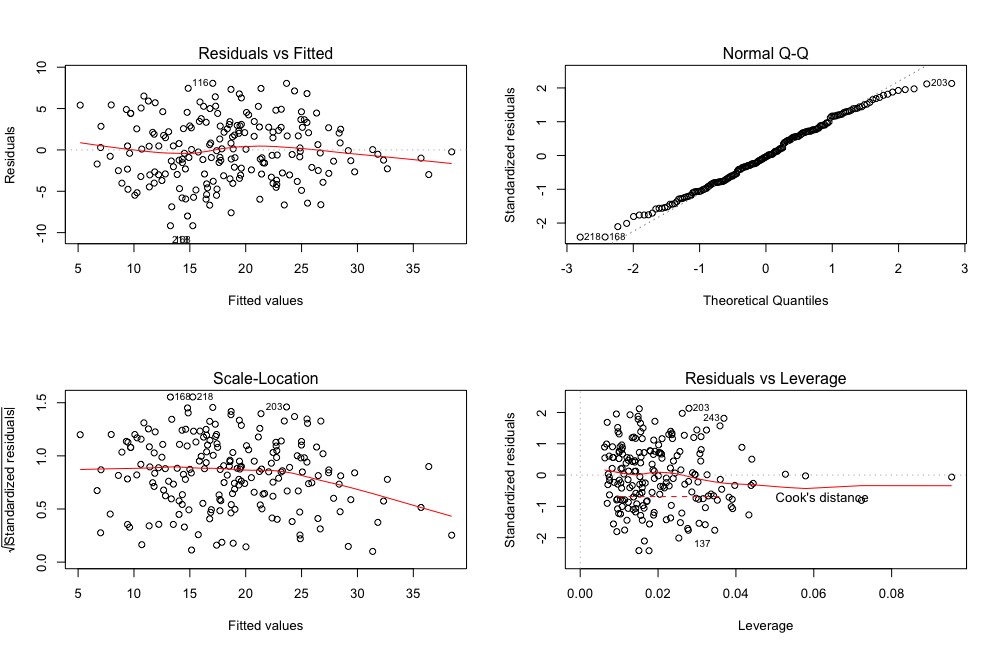 Residuals vs Fitted
10
5
0
-5
-10
Residuals
116
5 10 15 20 25 30 35
Fitted values
Normal Q-Q
2
1
0
-1
-2
Standardized residuals
203
218 168
-3 -2 -1 0 1 2 3
Theoretical Quantiles
Scale-Location
1.5
1.0
0.5
0.0
√|Standardized residuals|
168 218
203
5 10 15 20 25 30 35
Fitted values
Residuals vs Leverage
2
1
0
-1
-2
Standardized residuals
203
243
Cook's distance
137
0.00 0.02 0.04 0.06 0.08
Leverage